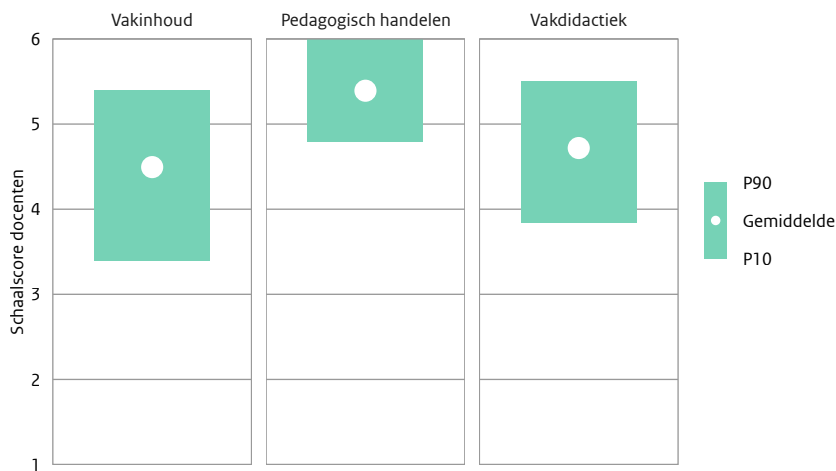 Vakinhoud
Pedagogisch handelen
Vakdidactiek
Schaalscore docenten
6
5
4
3
2
1
P90
Gemiddelde
P10